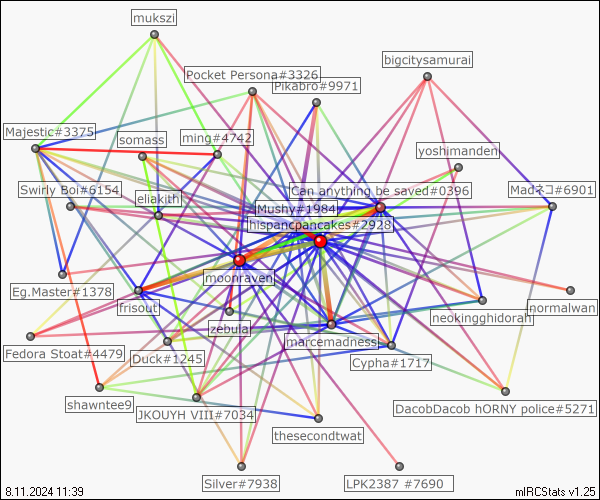 mukszi
bigcitysamurai
Pocket Persona#3326
Pikabro#9971
Majestic#3375
somass
ming#4742
yoshimanden
Swirly Boi#6154
eliakith
Can anything be saved#0396
Madネコ#6901
Mushy#1984
hispancpancakes#2928
moonraven
Eg.Master#1378
frisout
normalwan
neokingghidorah
zebulaj
marcemadness
Fedora Stoat#4479
Duck#1245
Cypha#1717
shawntee9
JKOUYH VIII#7034
DacobDacob hORNY police#5271
thesecondtwat
Silver#7938
LPK2387 #7690
8.11.2024 11:39
mIRCStats v1.25